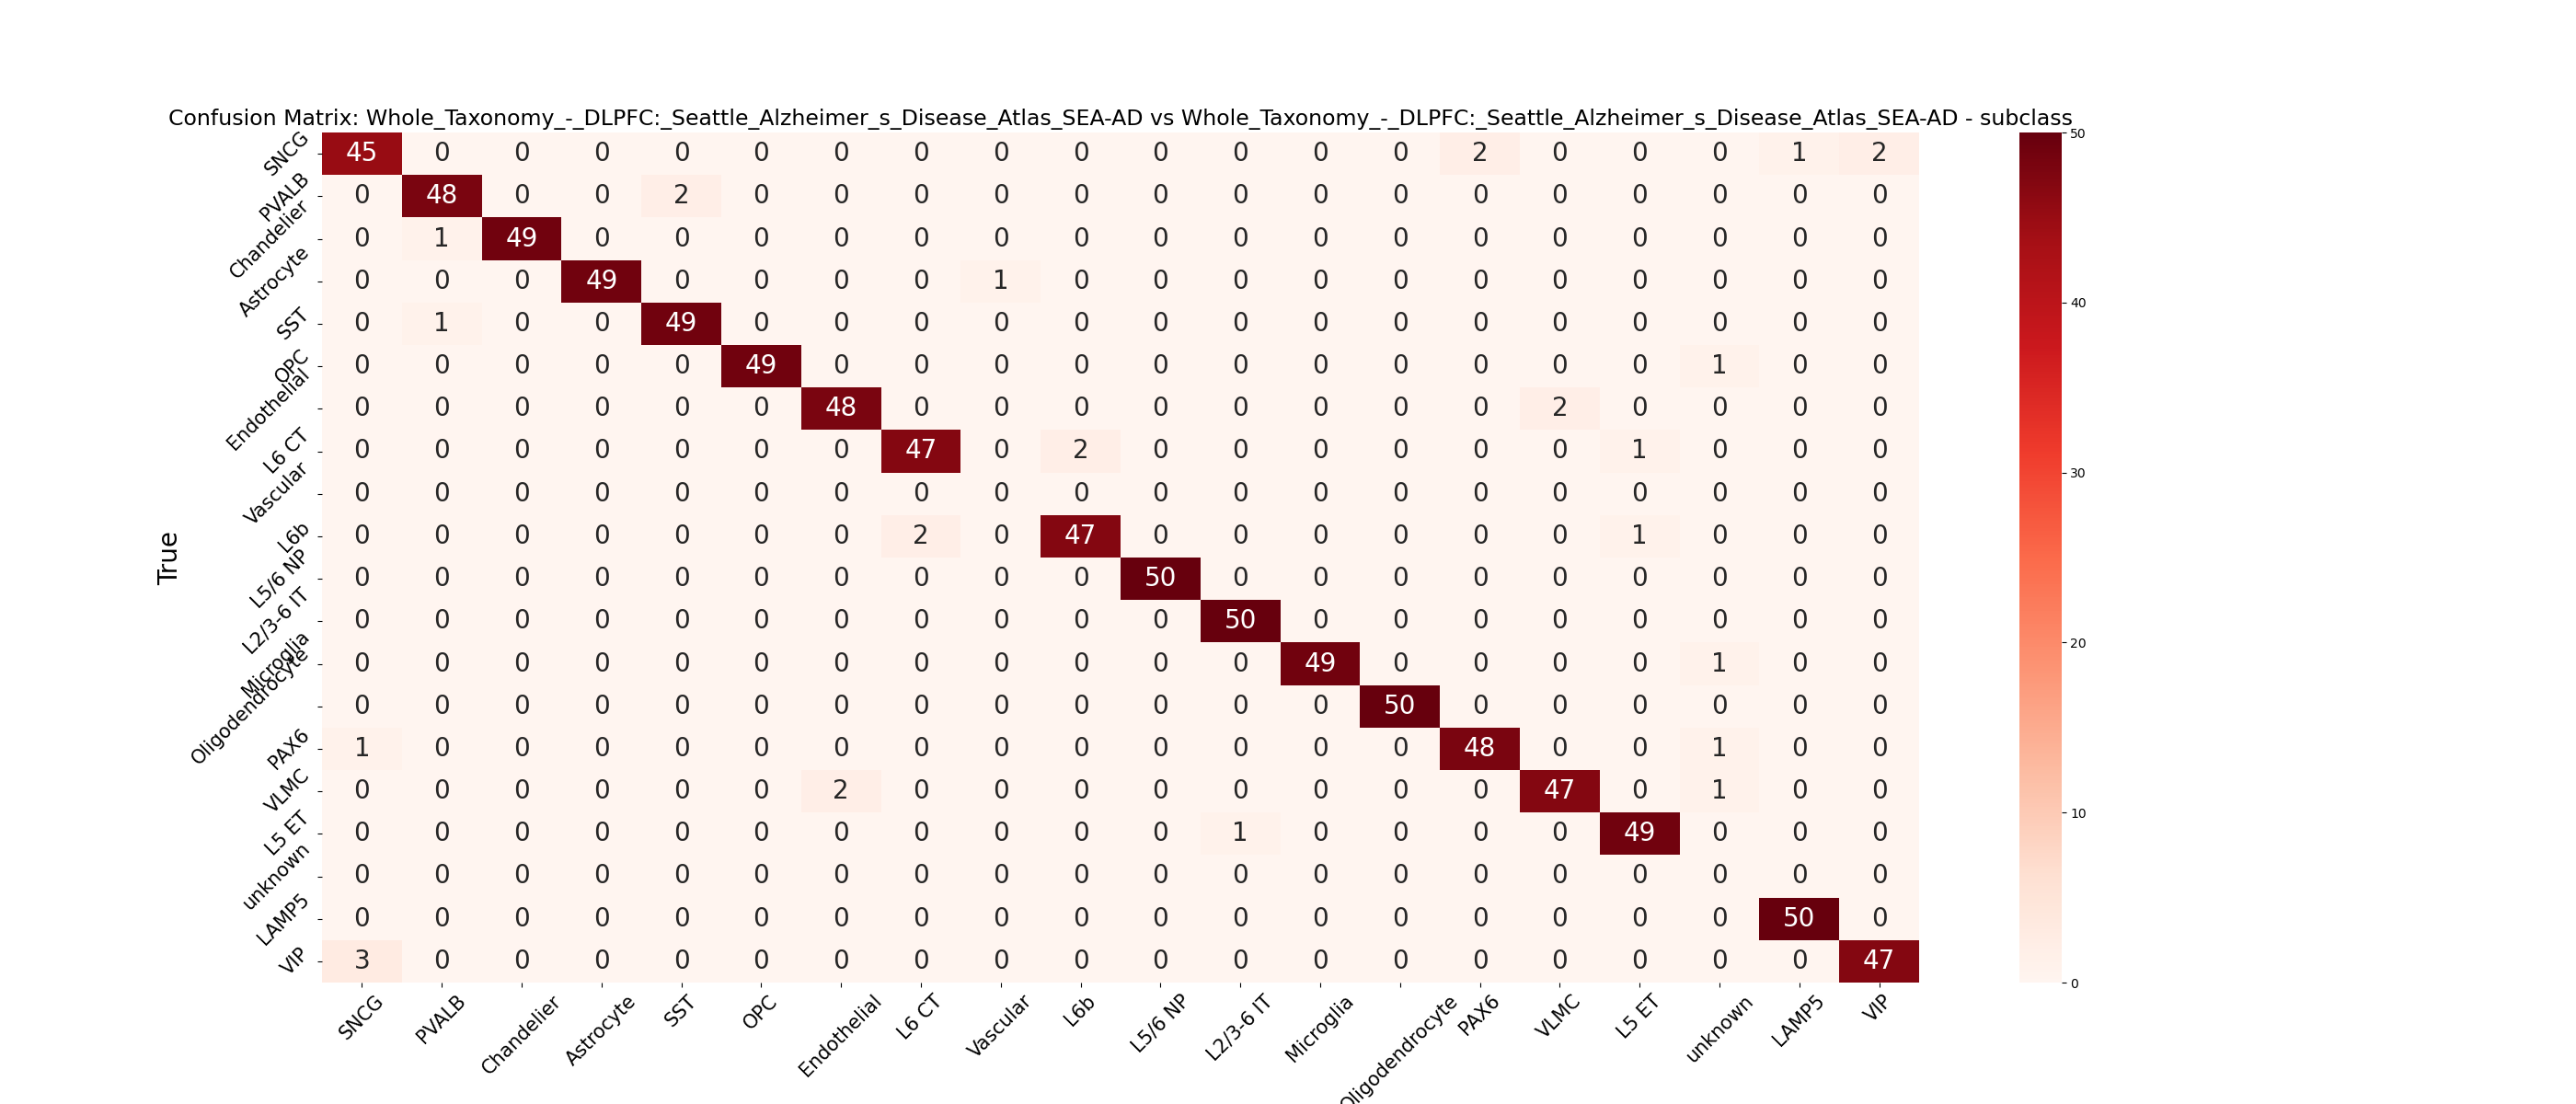 Confusion Matrix: Whole_Taxonomy_-_DLPFC:_Seattle_Alzheimer_s_Disease_Atlas_SEA-AD vs Whole_Taxonomy_-_DLPFC:_Seattle_Alzheimer_s_Disease_Atlas_SEA-AD - subclass
True
SNCG 45 0 0 0 0 0 0 0 0 0 0 0 0 0 2 0 0 0 1 2
PVALB 0 48 0 0 2 0 0 0 0 0 0 0 0 0 0 0 0 0 0 0
Chandelier 0 1 49 0 0 0 0 0 0 0 0 0 0 0 0 0 0 0 0 0
Astrocyte 0 0 0 49 0 0 0 0 1 0 0 0 0 0 0 0 0 0 0 0
SST 0 1 0 0 49 0 0 0 0 0 0 0 0 0 0 0 0 0 0 0
OPC 0 0 0 0 0 49 0 0 0 0 0 0 0 0 0 0 0 1 0 0
Endothelial 0 0 0 0 0 0 48 0 0 0 0 0 0 0 0 2 0 0 0 0
L6 CT 0 0 0 0 0 0 0 47 0 2 0 0 0 0 0 0 1 0 0 0
Vascular 0 0 0 0 0 0 0 0 0 0 0 0 0 0 0 0 0 0 0 0
L6b 0 0 0 0 0 0 0 2 0 47 0 0 0 0 0 0 1 0 0 0
L5/6 NP 0 0 0 0 0 0 0 0 0 0 50 0 0 0 0 0 0 0 0 0
L2/3-6 IT 0 0 0 0 0 0 0 0 0 0 0 50 0 0 0 0 0 0 0 0
Microglia 0 0 0 0 0 0 0 0 0 0 0 0 49 0 0 0 0 1 0 0
Oligodendrocyte 0 0 0 0 0 0 0 0 0 0 0 0 0 50 0 0 0 0 0 0
PAX6 1 0 0 0 0 0 0 0 0 0 0 0 0 0 48 0 0 1 0 0
VLMC 0 0 0 0 0 0 2 0 0 0 0 0 0 0 0 47 0 1 0 0
L5 ET 0 0 0 0 0 0 0 0 0 0 0 1 0 0 0 0 49 0 0 0
unknown 0 0 0 0 0 0 0 0 0 0 0 0 0 0 0 0 0 0 0 0
LAMP5 0 0 0 0 0 0 0 0 0 0 0 0 0 0 0 0 0 0 50 0
VIP 3 0 0 0 0 0 0 0 0 0 0 0 0 0 0 0 0 0 0 47
SNCG PVALB Chandelier Astrocyte SST OPC Endothelial L6 CT Vascular L6b L5/6 NP L2/3-6 IT Microglia Oligodendrocyte PAX6 VLMC L5 ET unknown LAMP5 VIP
50
40
30
20
10
0